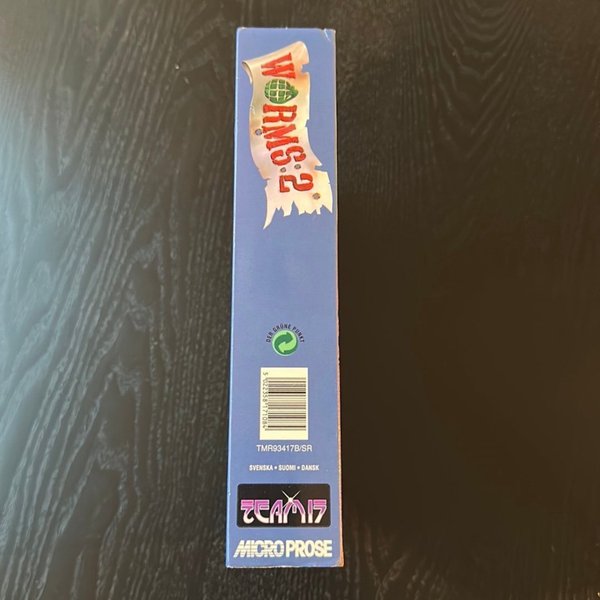 WORMS 2
DER GRÜNE PUNKT
TMR93417B/SR
SVENSKA • SUOMI • DANSK
TEAM17
MICROPROSE